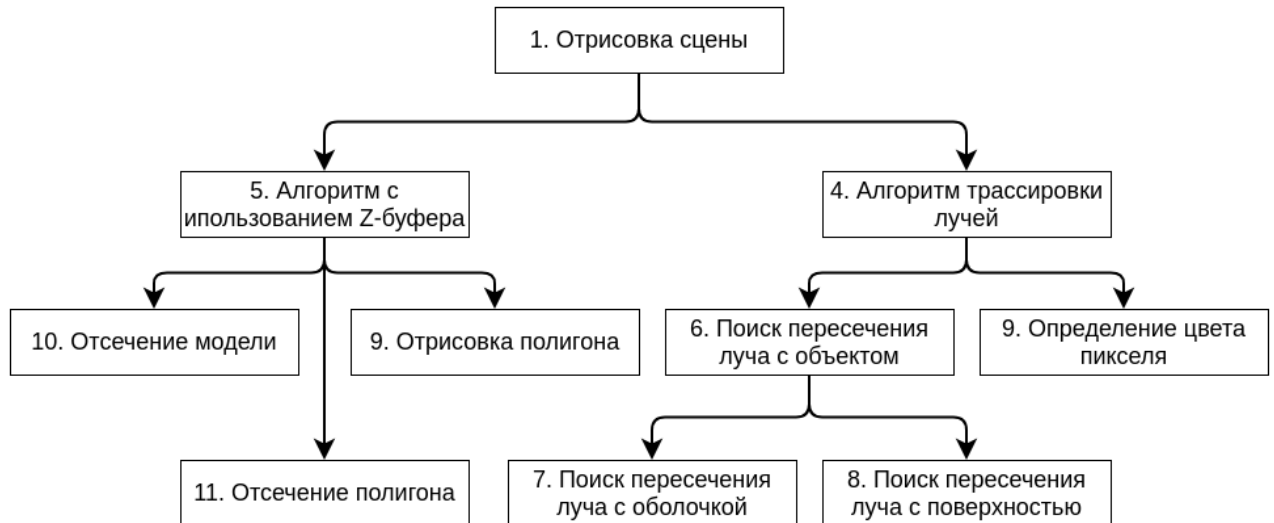 1. Отрисовка сцены
5. Алгоритм с
ипользованием Z-буфера
4. Алгоритм трассировки
лучей
10. Отсечение модели
9. Отрисовка полигона
6. Поиск пересечения
луча с объектом
9. Определение цвета
пикселя
11. Отсечение полигона
7. Поиск пересечения
луча с оболочкой
8. Поиск пересечения
луча с поверхностью